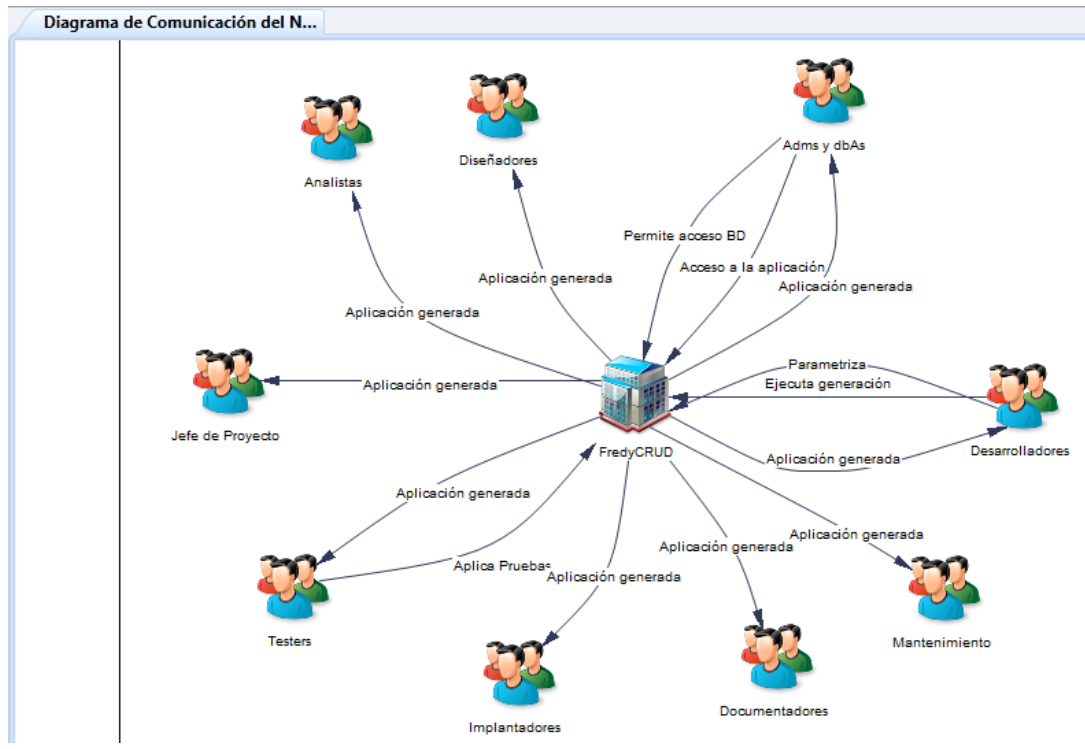 Diagrama de Comunicación del N...
Analistas
Diseñadores
Adms y dbAs
Permite acceso BD
Acceso a la aplicación
Aplicación generada
Aplicación generada
Aplicación generada
Jefe de Proyecto
Aplicación generada
FredyCRUD
Parametriza
Ejecuta generación
Desarrolladores
Aplicación generada
Aplicación generada
Testers
Aplica Pruebas
Aplicación generada
Implantadores
Aplicación generada
Documentadores
Aplicación generada
Mantenimiento